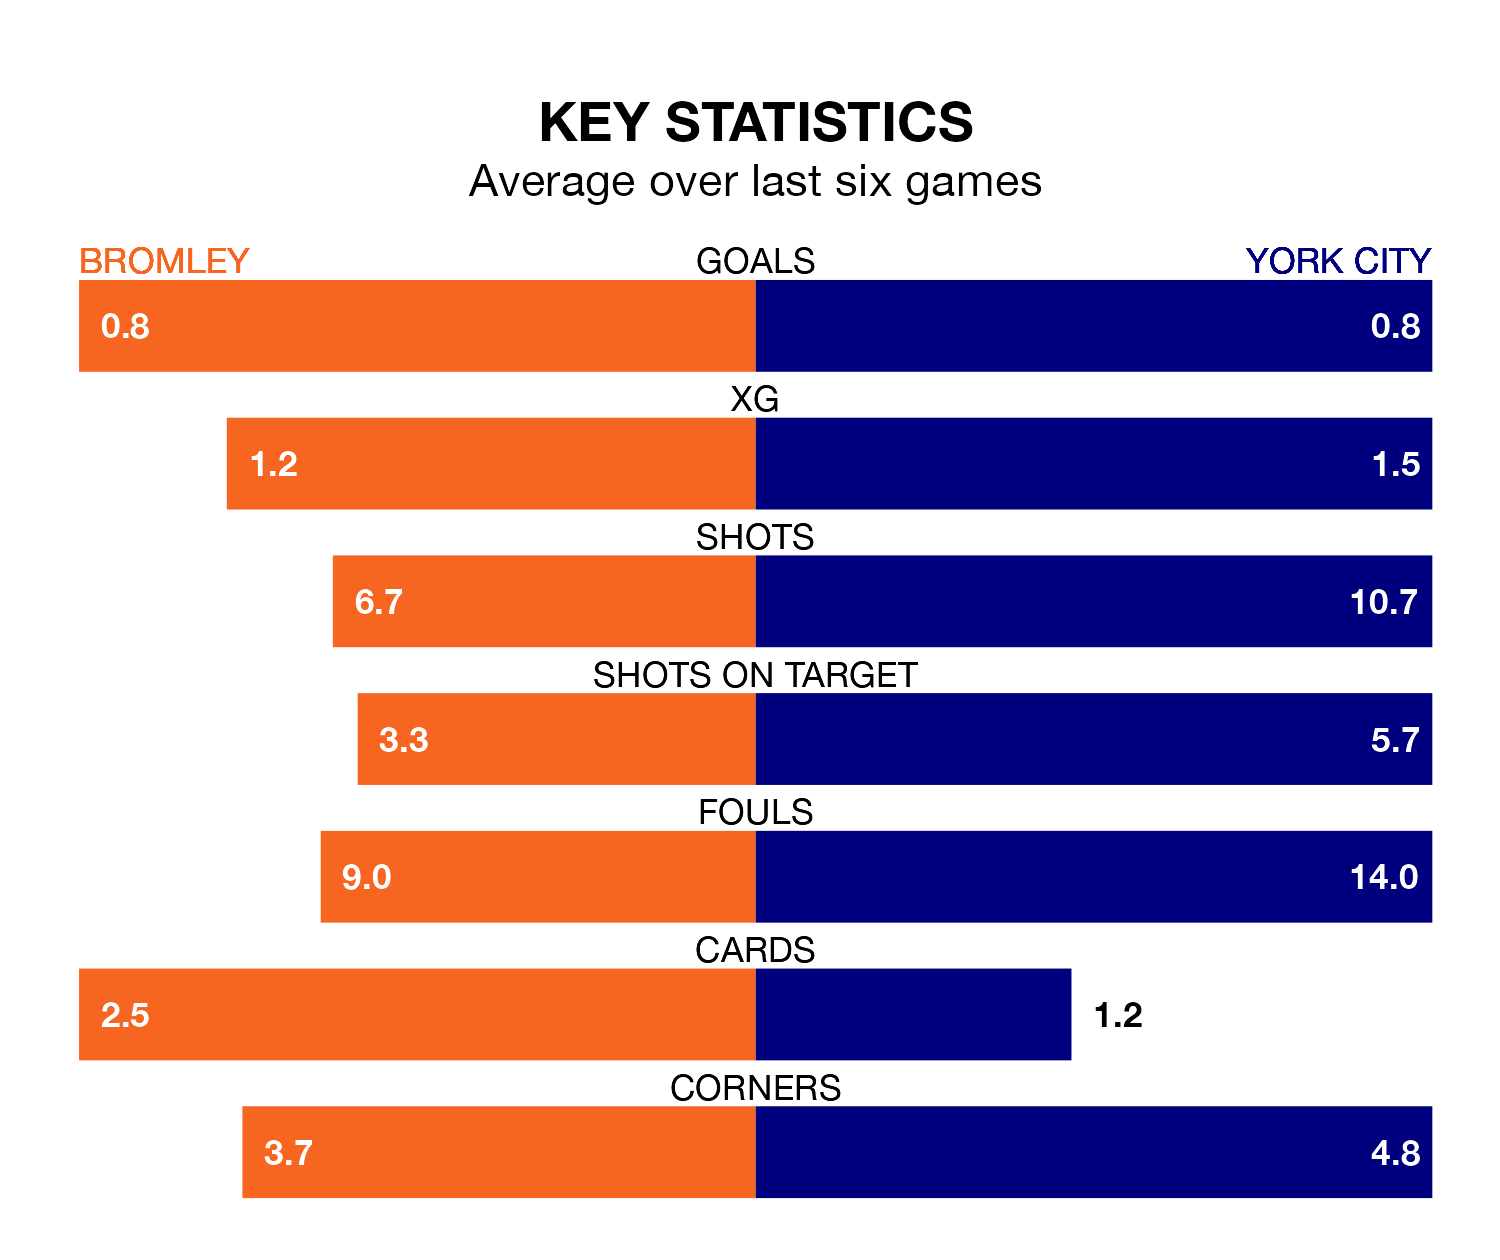 KEY STATISTICS
Average over last six games
BROMLEY GOALS YORK CITY
0.8 0.8
XG
1.2 1.5
SHOTS
6.7 10.7
SHOTS ON TARGET
3.3 5.7
FOULS
9.0 14.0
CARDS
2.5 1.2
CORNERS
3.7 4.8